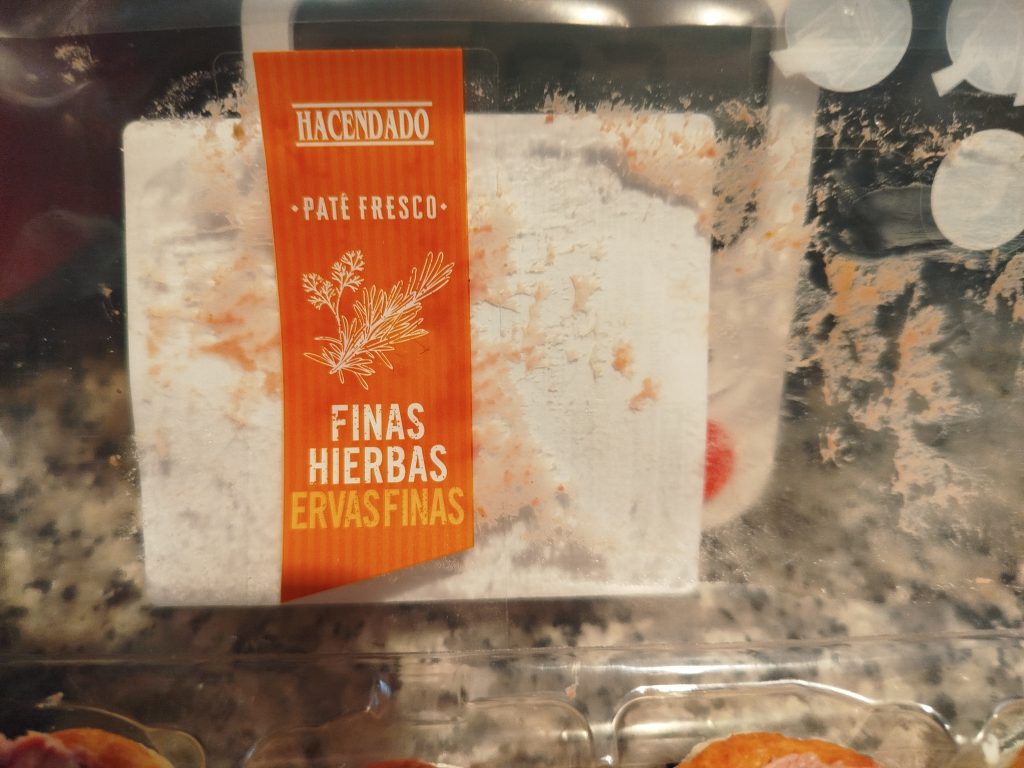 HACENDADO
·PATÉ FRESCO·
FINAS
HIERBAS
ERVAS FINAS